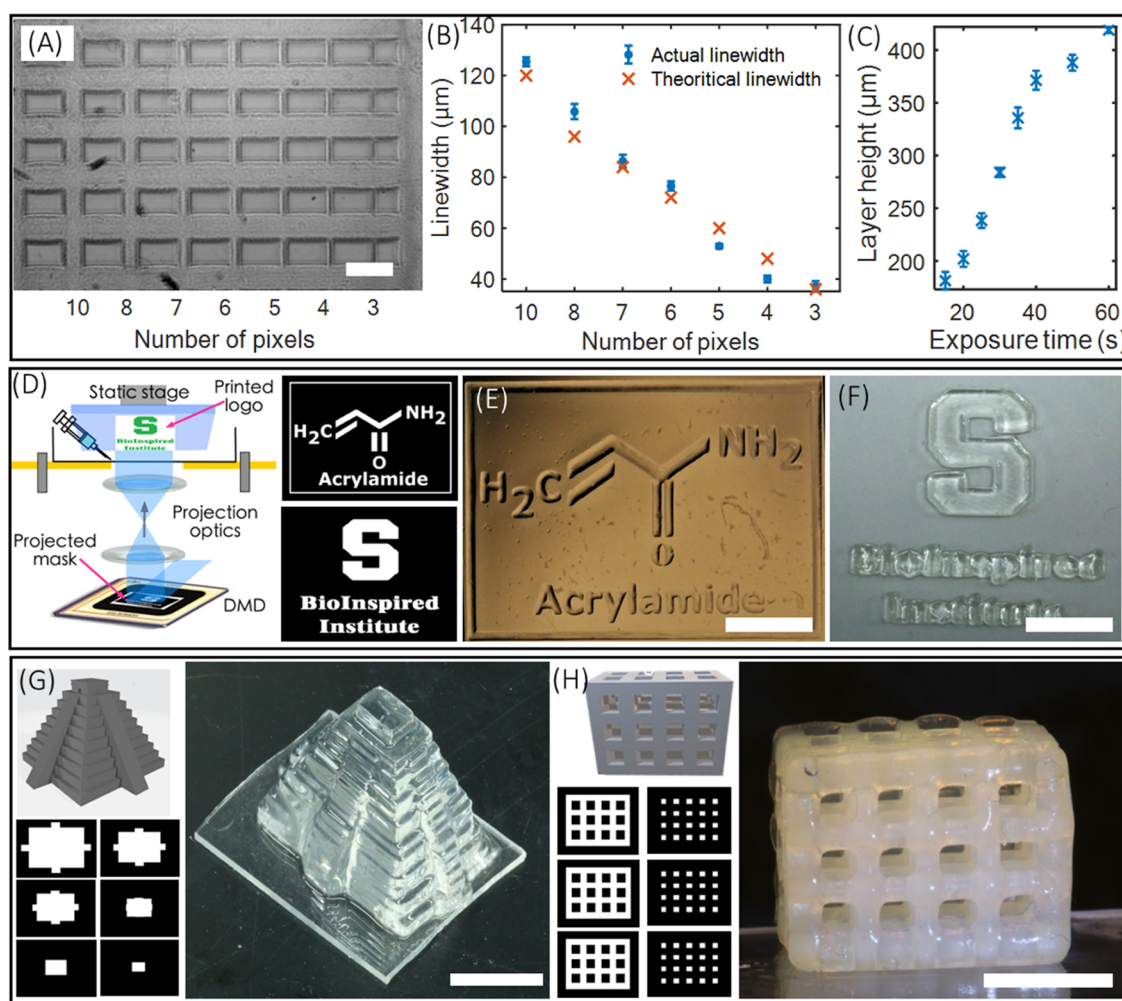 (A)
10 8 7 6 5 4 3
Number of pixels
(B)
Actual linewidth
Theoritical linewidth
140
120
100
80
60
40
Linewidth (µm)
10 8 7 6 5 4 3
Number of pixels
(C)
400
350
300
250
200
Layer height (µm)
20 40 60
Exposure time (s)
(D)
Static stage
Printed
logo
S
BioInspired
Institute
Projection
optics
Projected
mask
DMD
H2C
NH2
O
Acrylamide
S
BioInspired
Institute
(E)
H2C
NH2
O
Acrylamide
(F)
S
BioInspired
Institute
(G)
(H)